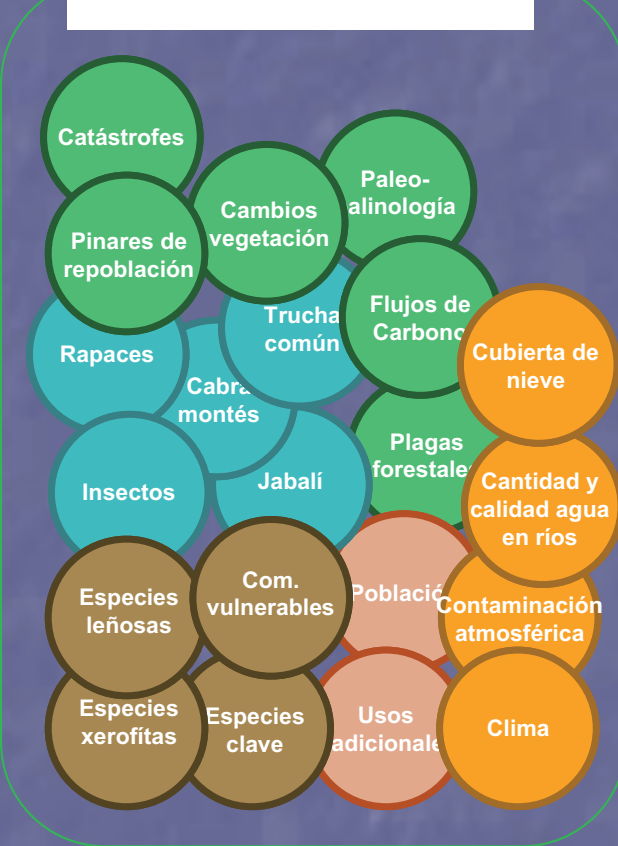 Catástrofes
Paleo-
alinología
Cambios
vegetación
Pinares de
repoblación
Trucha
común
Flujos de
Carbono
Rapaces
Cubierta de
nieve
Cabra
montés
Plagas
forestales
Insectos
Jabalí
Cantidad y
calidad agua
en ríos
Especies
leñosas
Com.
vulnerables
Població
Contaminación
atmosférica
Especies
xerofítas
Especies
clave
Usos
adicionale
Clima